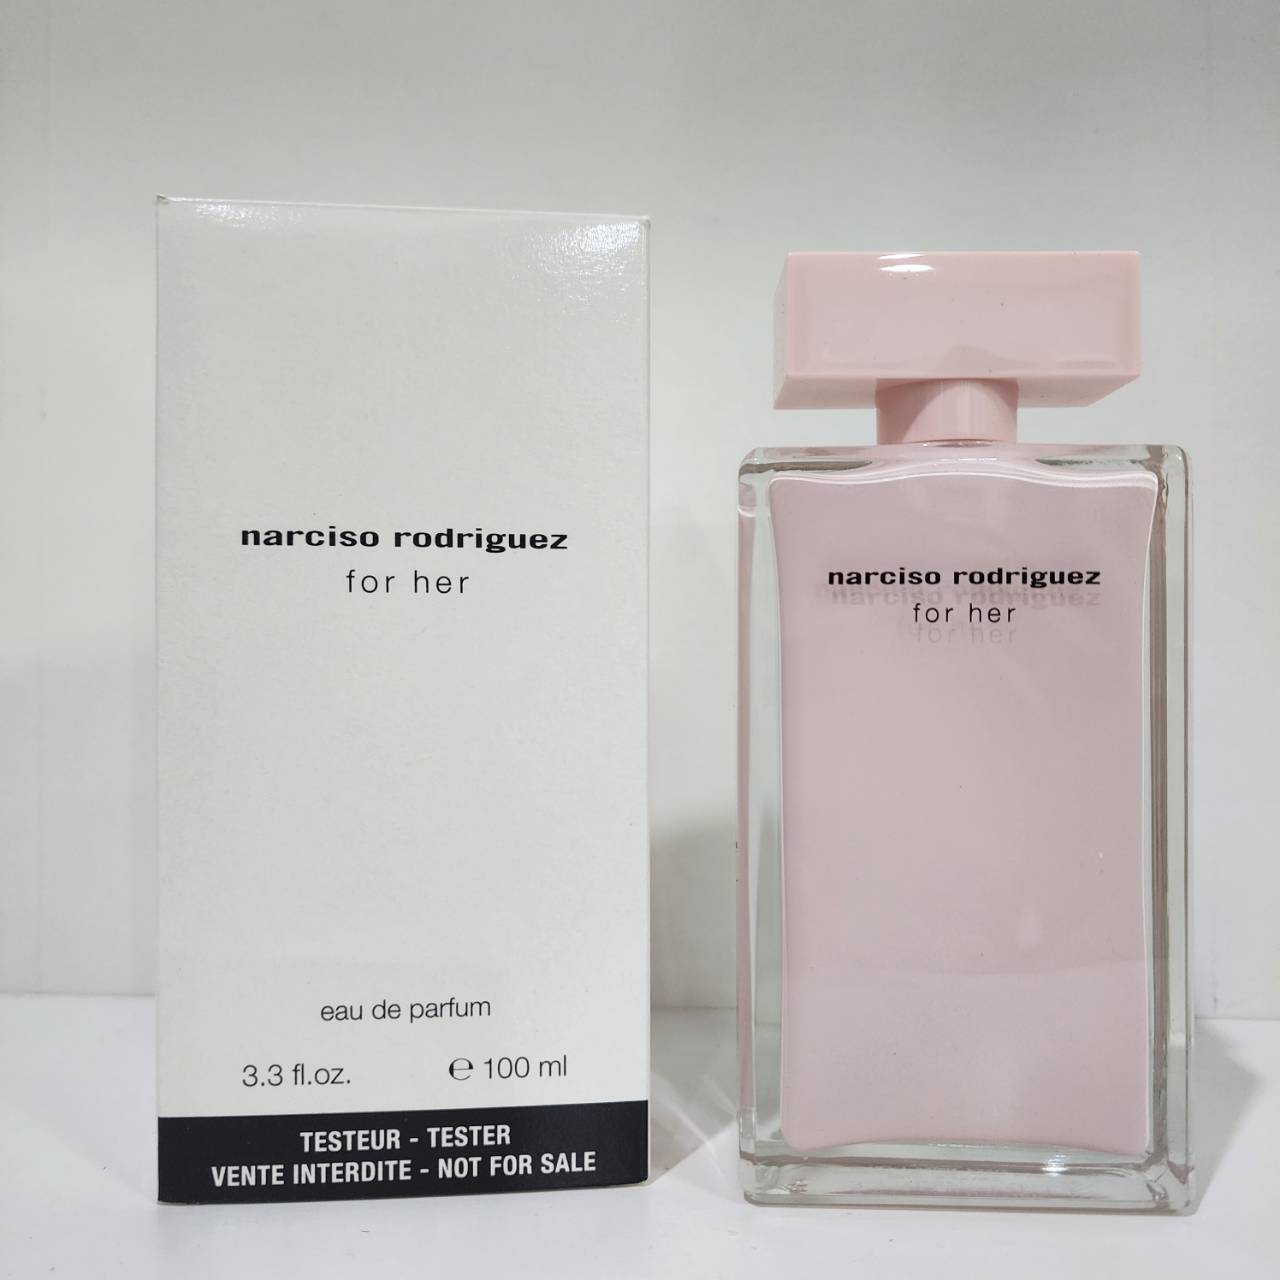 narciso rodriguez
for her
eau de parfum
3.3 fl.oz. ℮ 100 ml
TESTEUR - TESTER
VENTE INTERDITE - NOT FOR SALE
narciso rodriguez
for her